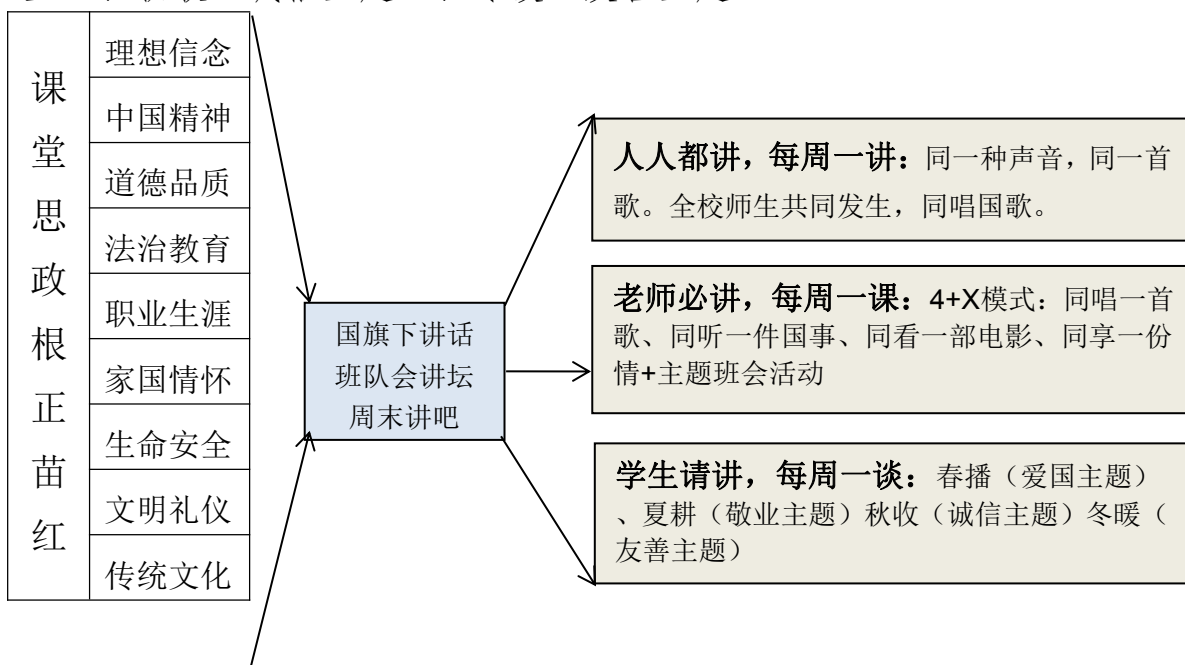 课堂思政根正苗红
理想信念
中国精神
道德品质
法治教育
职业生涯
家国情怀
生命安全
文明礼仪
传统文化
国旗下讲话
班队会讲坛
周末讲吧
人人都讲，每周一讲：同一种声音，同一首
歌。全校师生共同发生，同唱国歌。
老师必讲，每周一课：4+X模式：同唱一首
歌、同听一件国事、同看一部电影、同享一份
情+主题班会活动
学生请讲，每周一谈：春播（爱国主题）
、夏耕（敬业主题）秋收（诚信主题）冬暖（
友善主题）